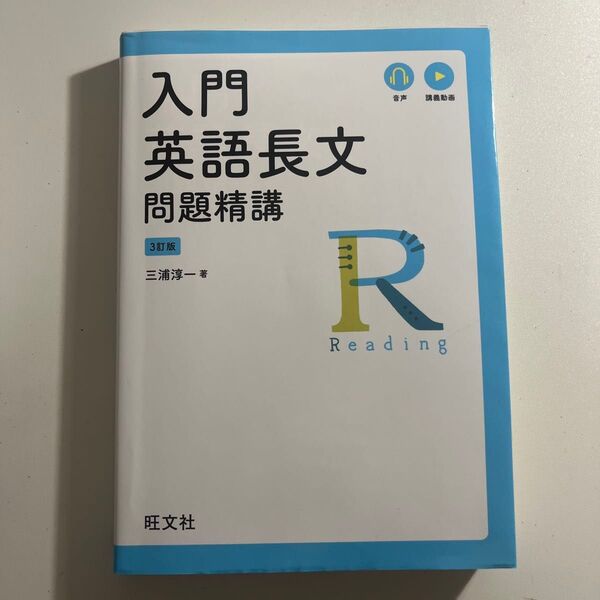 音声 講義動画
入門
英語長文
問題精講
3訂版
三浦淳一 著
R
Reading
旺文社